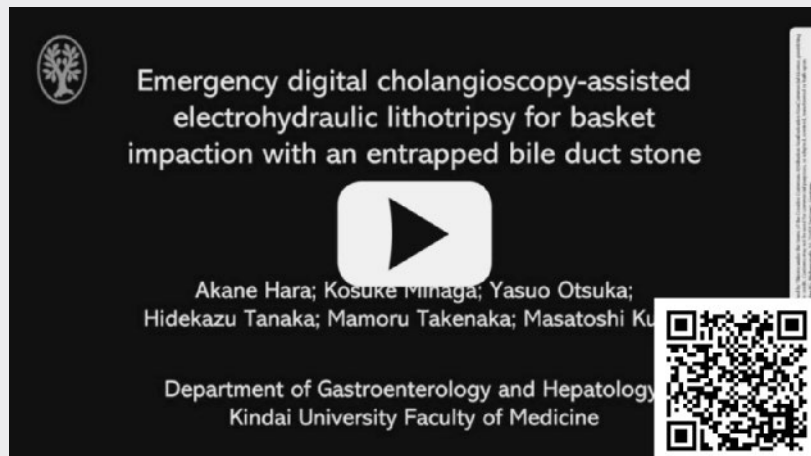 Emergency digital cholangioscopy-assisted
electrohydraulic lithotripsy for basket
impaction with an entrapped bile duct stone
Akane Hara; Kosuke Minaga; Yasuo Otsuka;
Hidekazu Tanaka; Mamoru Takenaka; Masatoshi
Department of Gastroenterology and Hepatology
Kindai University Faculty of Medicine